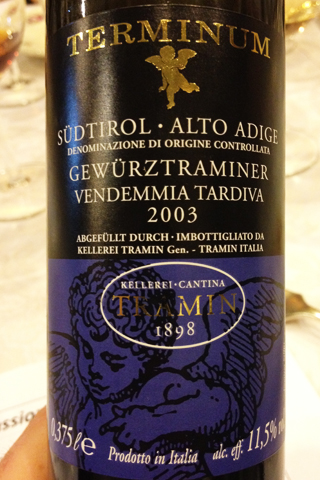 TERMINUM
SÜDTIROL · ALTO ADIGE
DENOMINAZIONE DI ORIGINE CONTROLLATA
GEWÜRZTRAMINER
VENDEMMIA TARDIVA
2003
ABGEFÜLLT DURCH · IMBOTTIGLIATO DA
KELLEREI TRAMIN Gen. - TRAMIN ITALIA
KELLEREI · CANTINA
TRAMIN
1898
0,375 l e Prodotto in Italia alc. eff. 11,5%